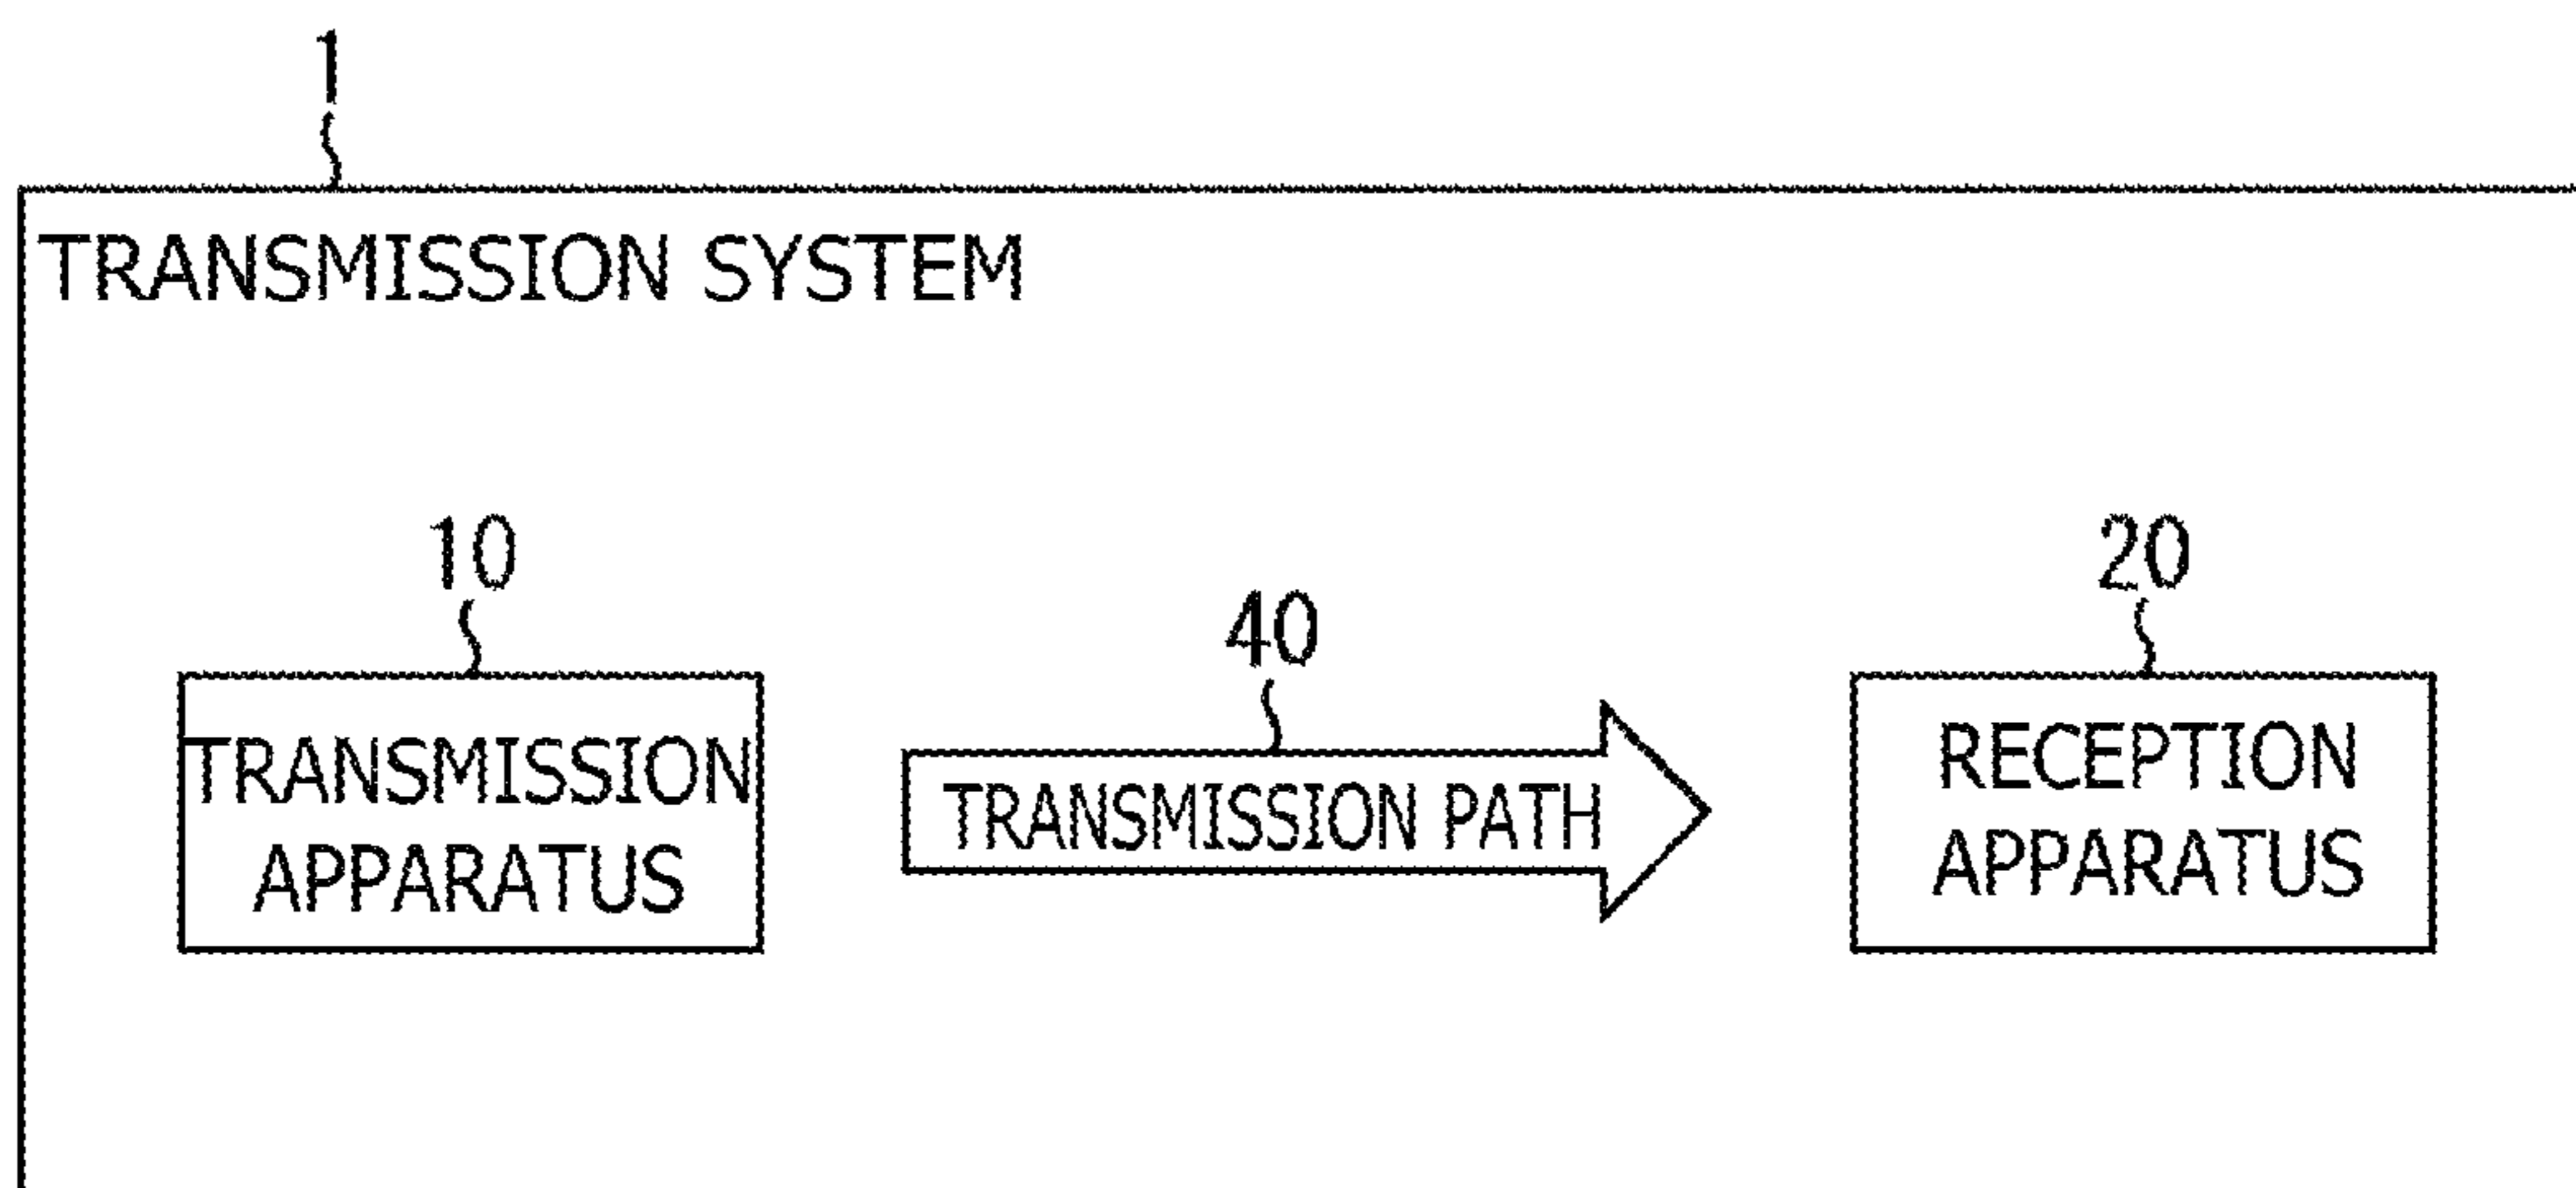 1
TRANSMISSION SYSTEM
10
TRANSMISSION
APPARATUS
40
TRANSMISSION PATH
20
RECEPTION
APPARATUS